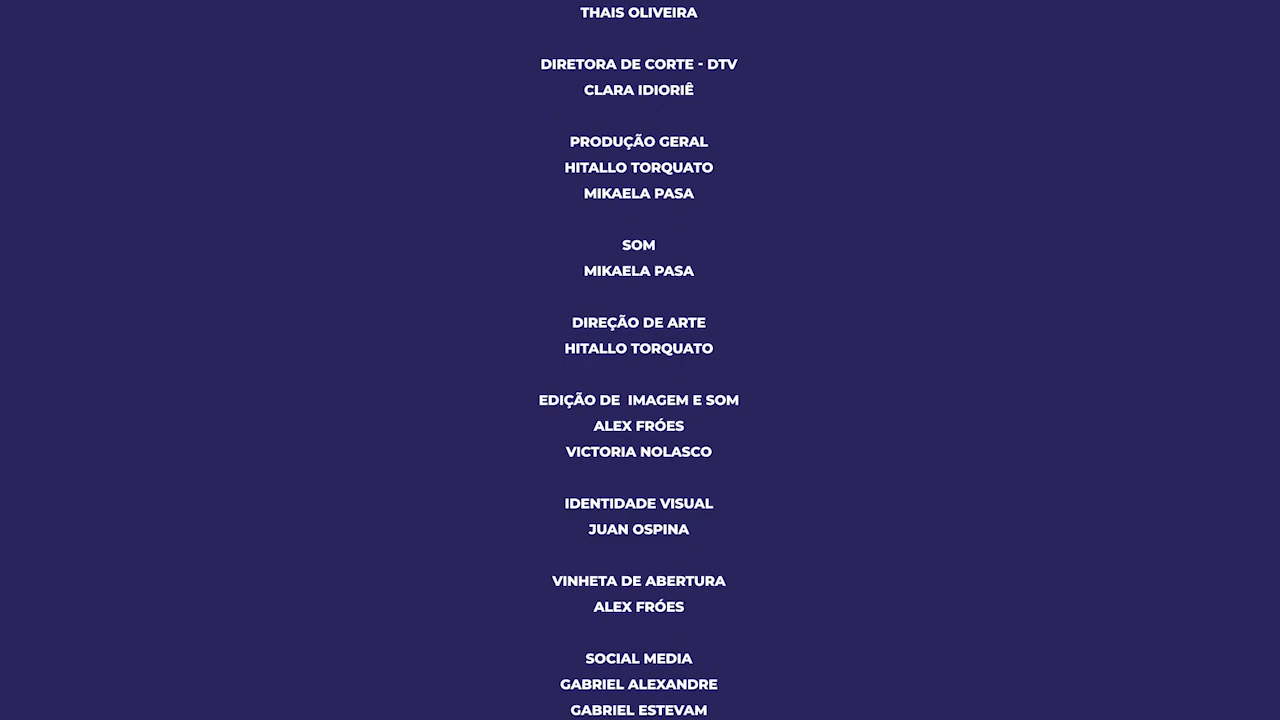 THAIS OLIVEIRA
DIRETORA DE CORTE - DTV
CLARA IDIORIÊ
PRODUÇÃO GERAL
HITALLO TORQUATO
MIKAELA PASA
SOM
MIKAELA PASA
DIREÇÃO DE ARTE
HITALLO TORQUATO
EDIÇÃO DE  IMAGEM E SOM
ALEX FRÓES
VICTORIA NOLASCO
IDENTIDADE VISUAL
JUAN OSPINA
VINHETA DE ABERTURA
ALEX FRÓES
SOCIAL MEDIA
GABRIEL ALEXANDRE
GABRIEL ESTEVAM